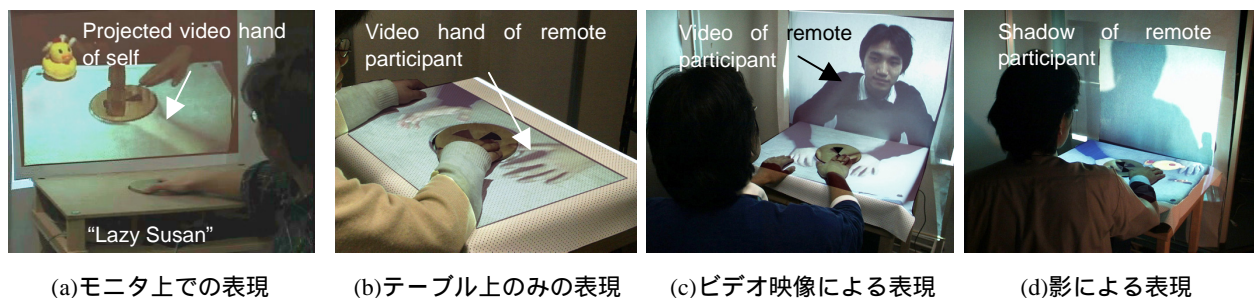 Projected video hand
of self
“Lazy Susan”
Video hand of remote
participant
Video of remote
participant
Shadow of remote
participant
(a)モニタ上での表現
(b)テーブル上のみの表現
(c)ビデオ映像による表現
(d)影による表現